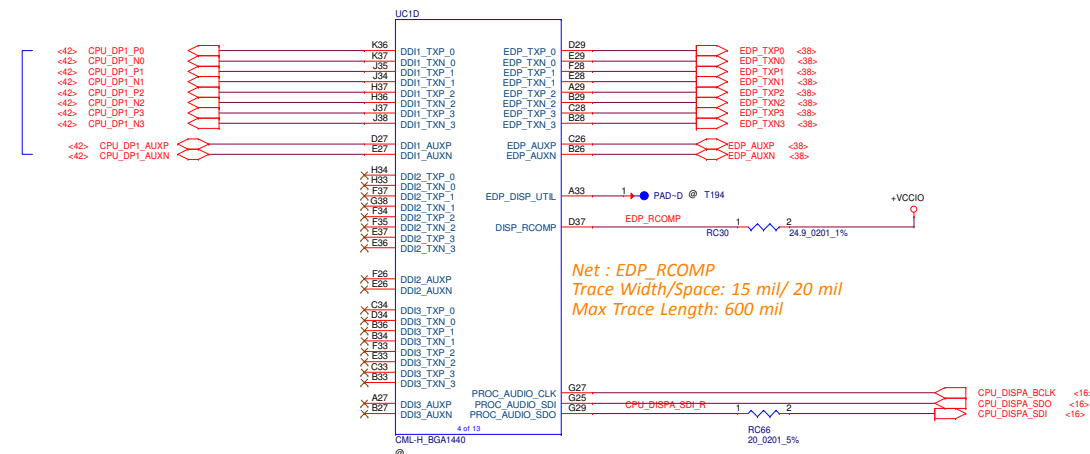 UC1D
<42> CPU_DP1_P0 K36 DDI1_TXP_0 EDP_TXP_0 D29 EDP_TXP0 <38>
<42> CPU_DP1_N0 K37 DDI1_TXN_0 EDP_TXN_0 E29 EDP_TXN0 <38>
<42> CPU_DP1_P1 J35 DDI1_TXP_1 EDP_TXP_1 F28 EDP_TXP1 <38>
<42> CPU_DP1_N1 J34 DDI1_TXN_1 EDP_TXN_1 E28 EDP_TXN1 <38>
<42> CPU_DP1_P2 H37 DDI1_TXP_2 EDP_TXP_2 A29 EDP_TXP2 <38>
<42> CPU_DP1_N2 H36 DDI1_TXN_2 EDP_TXN_2 B29 EDP_TXN2 <38>
<42> CPU_DP1_P3 J37 DDI1_TXP_3 EDP_TXP_3 C28 EDP_TXP3 <38>
<42> CPU_DP1_N3 J38 DDI1_TXN_3 EDP_TXN_3 B28 EDP_TXN3 <38>
<42> CPU_DP1_AUXP D27 DDI1_AUXP EDP_AUXP C26 EDP_AUXP <38>
<42> CPU_DP1_AUXN E27 DDI1_AUXN EDP_AUXN B26 EDP_AUXN <38>
H34 DDI2_TXP_0
H33 DDI2_TXN_0
F37 DDI2_TXP_1 EDP_DISP_UTIL A33 1 PAD~D @ T194
G38 DDI2_TXN_1 +VCCIO
F34 DDI2_TXP_2
F35 DDI2_TXN_2 DISP_RCOMP D37 EDP_RCOMP 1 2
RC30 24.9_0201_1%
E37 DDI2_TXP_3
E36 DDI2_TXN_3
Net : EDP_RCOMP
F26 DDI2_AUXP
E26 DDI2_AUXN
Trace Width/Space: 15 mil/ 20 mil
Max Trace Length: 600 mil
C34 DDI3_TXP_0
D34 DDI3_TXN_0
B36 DDI3_TXP_1
B34 DDI3_TXN_1
F33 DDI3_TXP_2
E33 DDI3_TXN_2
C33 DDI3_TXP_3
B33 DDI3_TXN_3
PROC_AUDIO_CLK G27 CPU_DISPA_BCLK <16>
A27 DDI3_AUXP PROC_AUDIO_SDI G25 CPU_DISPA_SDO <16>
B27 DDI3_AUXN PROC_AUDIO_SDO G29 CPU_DISPA_SDI_R 1 2 CPU_DISPA_SDI <16>
4 of 13
RC66
20_0201_5%
CML-H_BGA1440
@